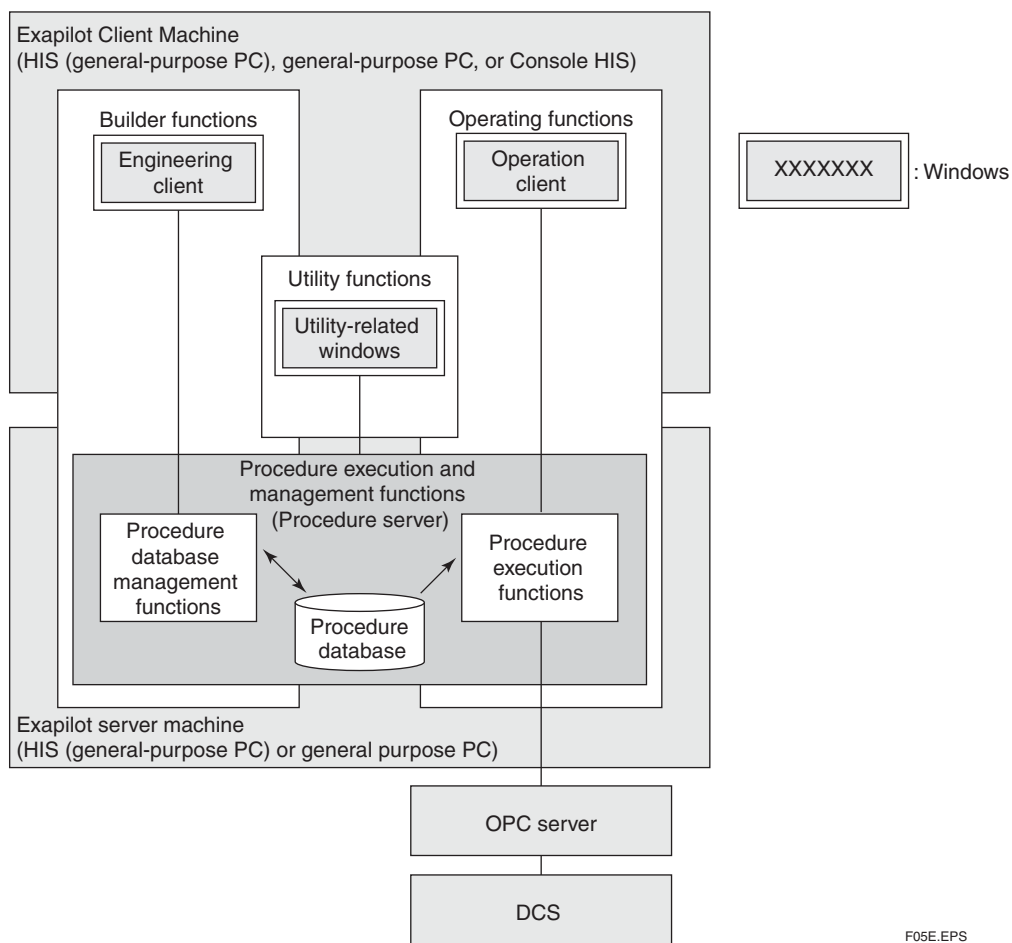 Exapilot Client Machine
(HIS (general-purpose PC), general-purpose PC, or Console HIS)
Builder functions
Engineering
client
Operating functions
Operation
client
XXXXXXX
: Windows
Utility functions
Utility-related
windows
Procedure execution and
management functions
(Procedure server)
Procedure
database
management
functions
Procedure
database
Procedure
execution
functions
Exapilot server machine
(HIS (general-purpose PC) or general purpose PC)
OPC server
DCS
F05E.EPS